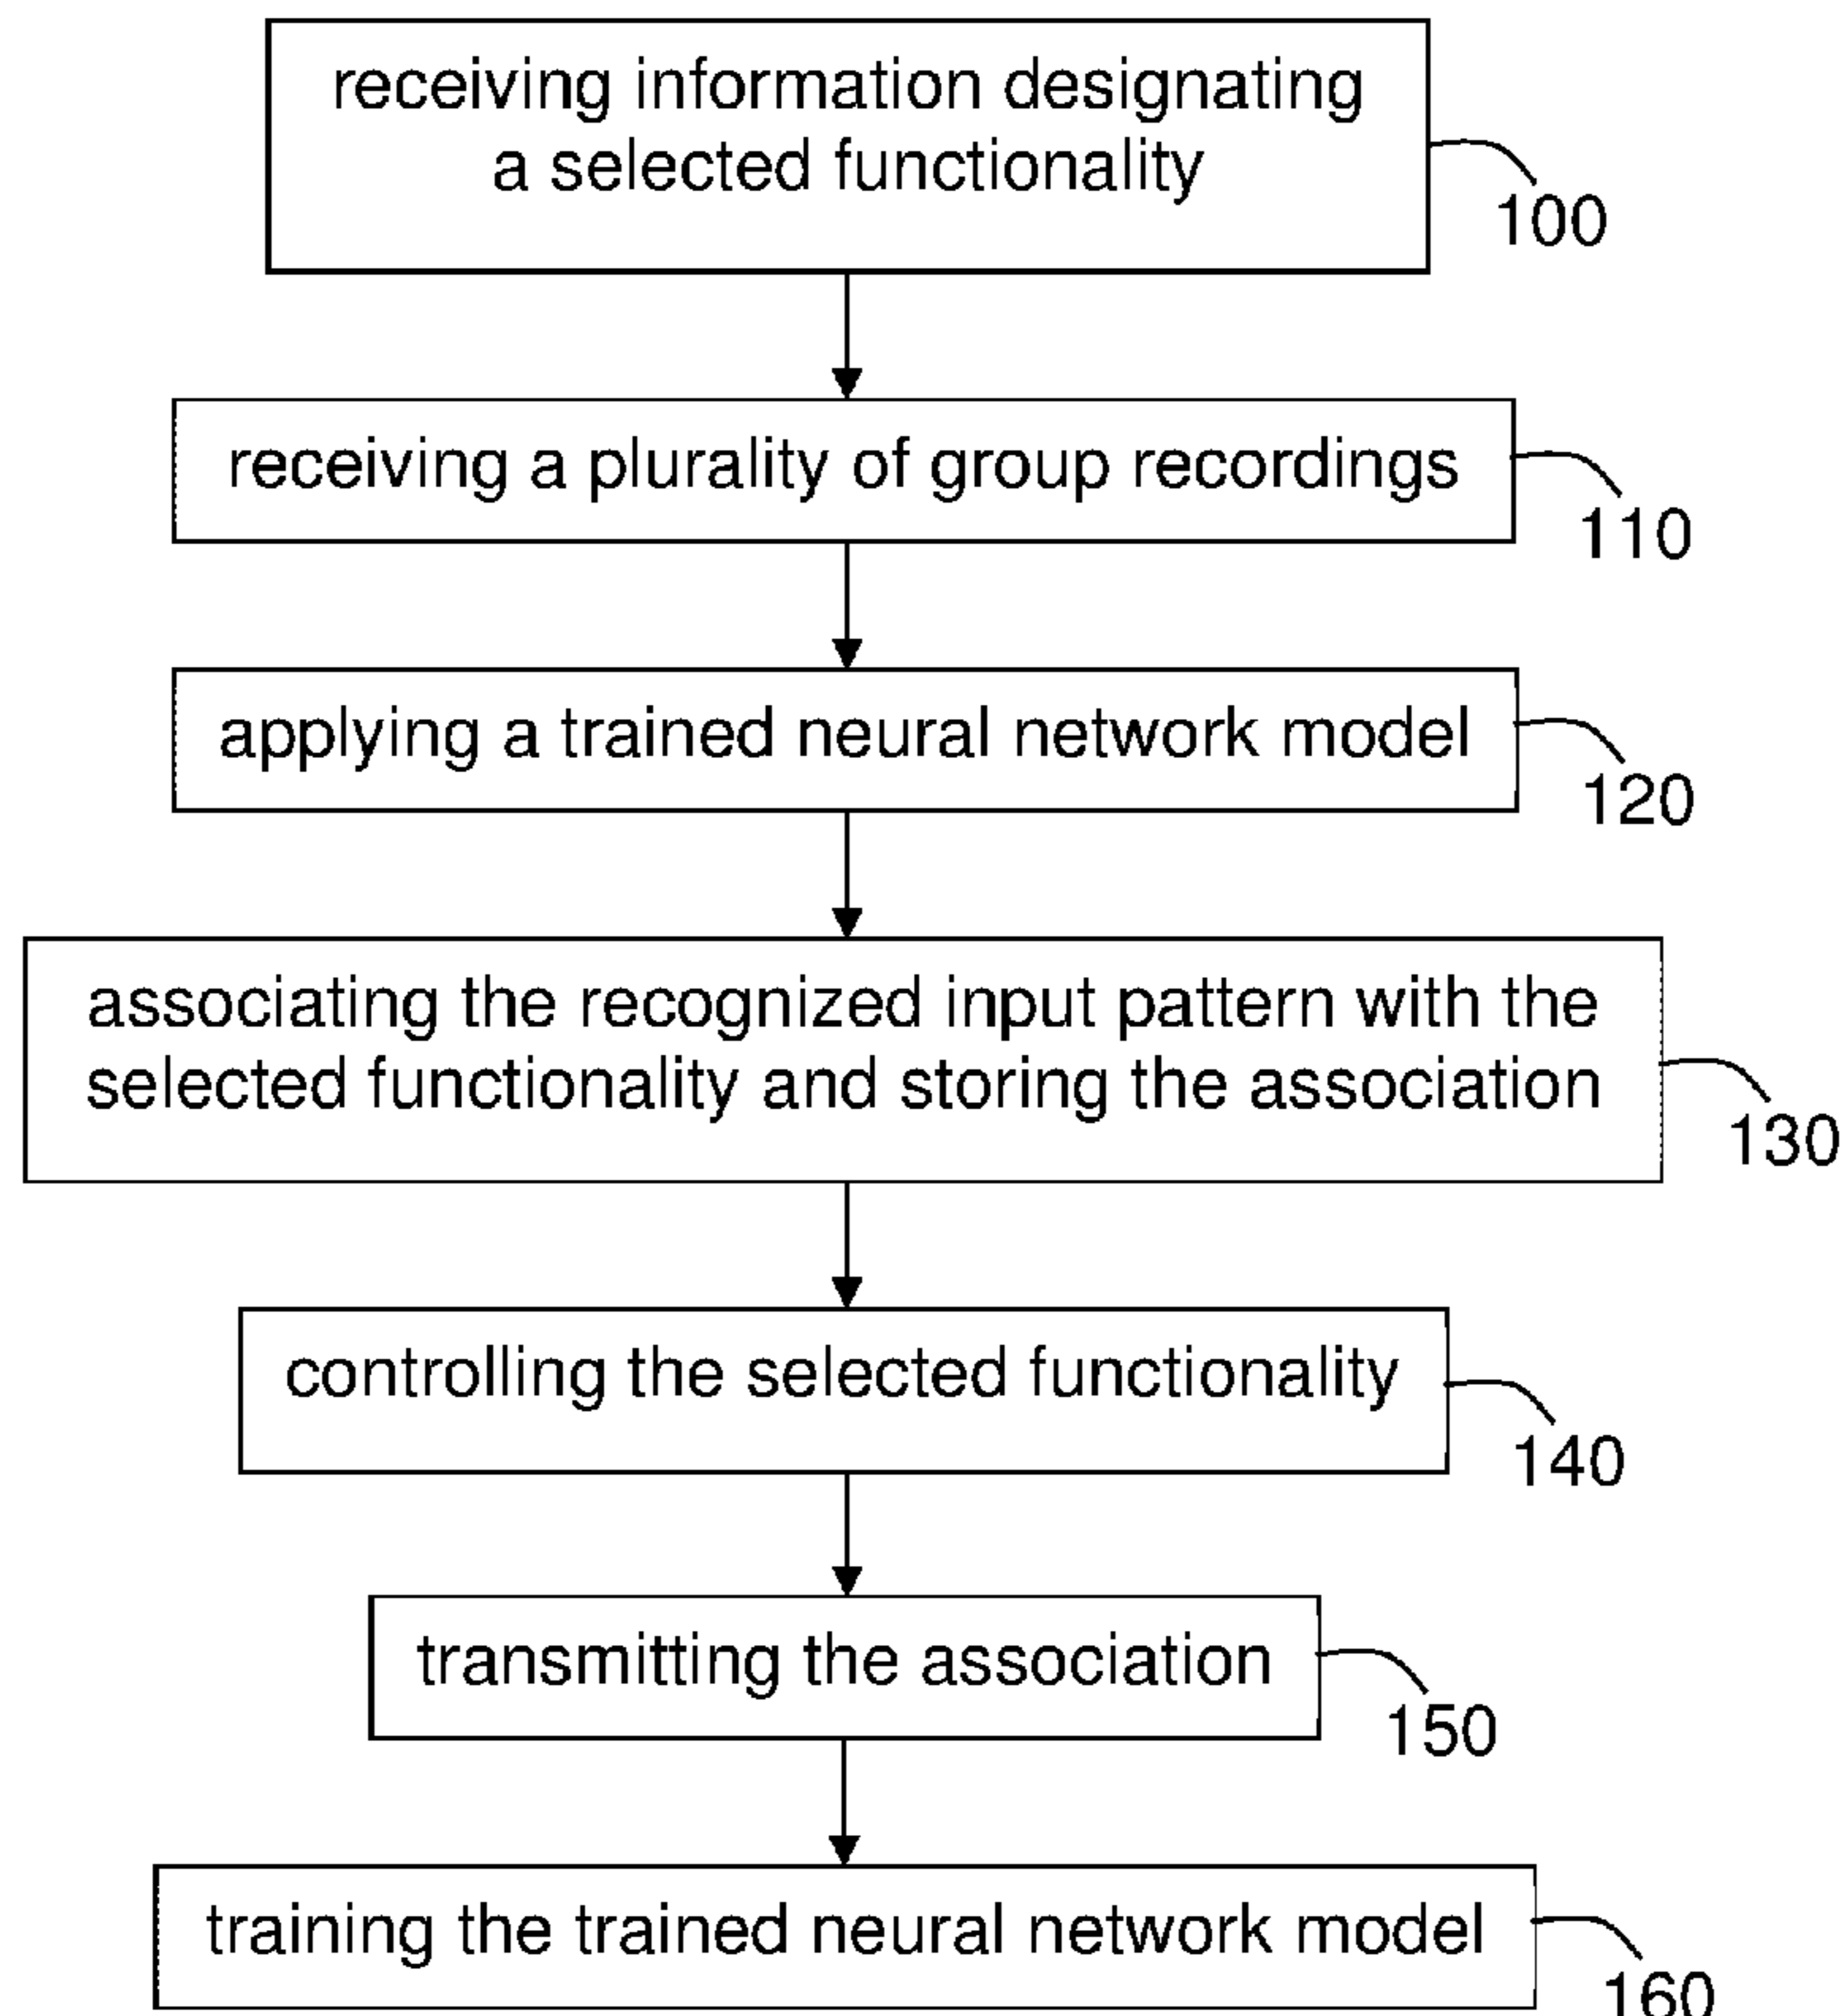 receiving information designating
a selected functionality
100
receiving a plurality of group recordings
110
applying a trained neural network model
120
associating the recognized input pattern with the
selected functionality and storing the association
130
controlling the selected functionality
140
transmitting the association
150
training the trained neural network model
160